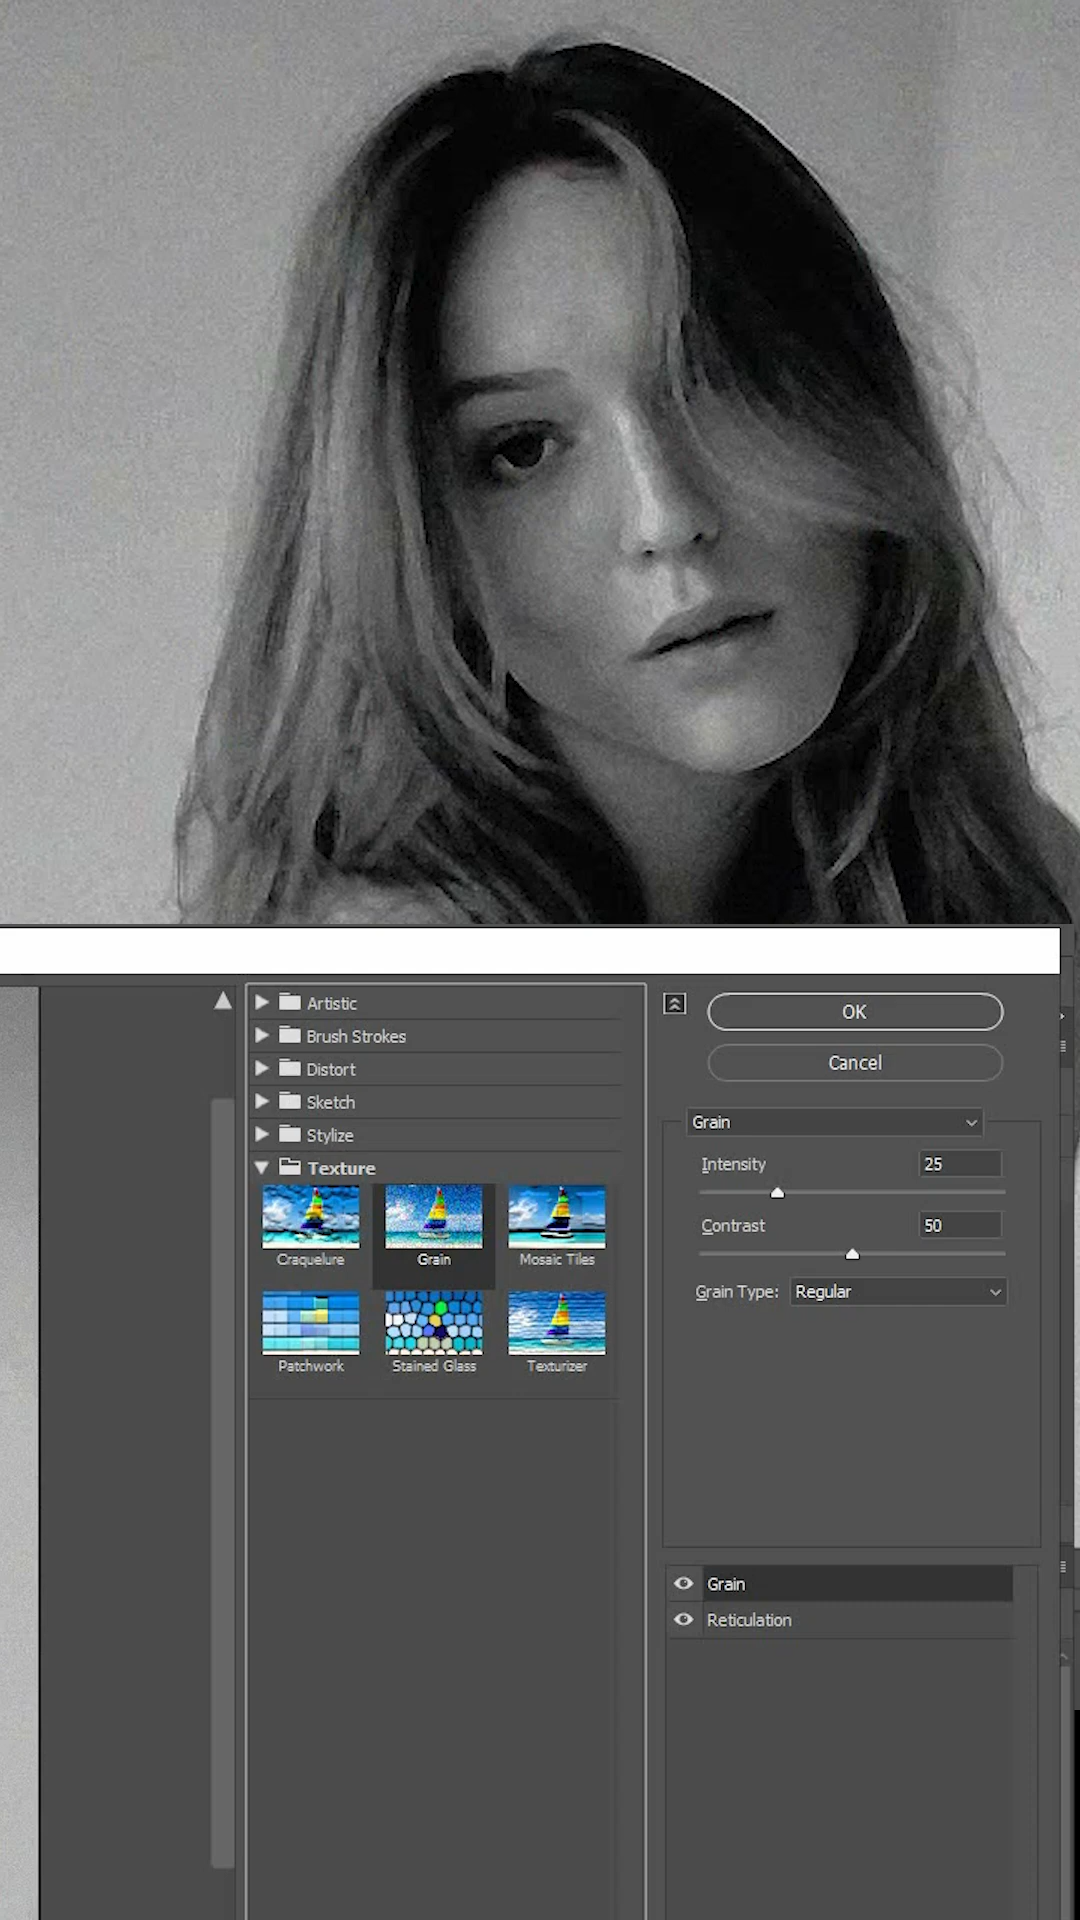 Artistic
Brush Strokes
Distort
Sketch
Stylize
Texture
Craquelure
Grain
Mosaic Tiles
Patchwork
Stained Glass
Texturizer
OK
Cancel
Grain
Intensity 25
Contrast 50
Grain Type: Regular
Grain
Reticulation